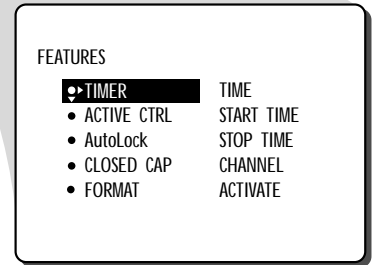 FEATURES
TIMER TIME
• ACTIVE CTRL START TIME
• AutoLock STOP TIME
• CLOSED CAP CHANNEL
• FORMAT ACTIVATE